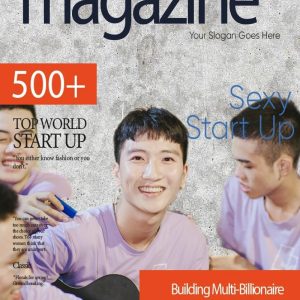 magazine
Your Slogan Goes Here
500+
Sexy
Start Up
TOP WORLD
START UP
"You either know fashion or you
don't."
Classic
Building Multi-Billionaire